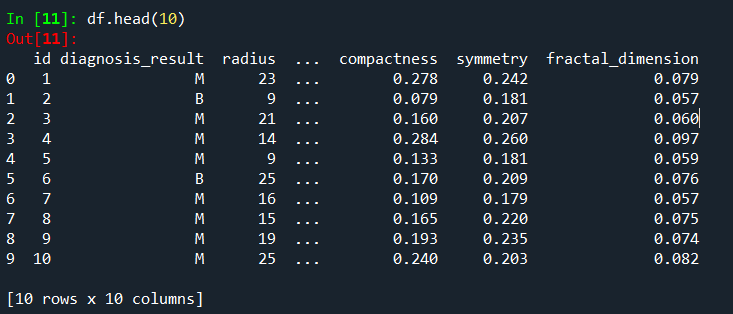 In [11]: df.head(10)
Out[11]:
   id diagnosis_result  radius  ...  compactness  symmetry  fractal_dimension
0   1                M      23  ...        0.278     0.242              0.079
1   2                B       9  ...        0.079     0.181              0.057
2   3                M      21  ...        0.160     0.207              0.060
3   4                M      14  ...        0.284     0.260              0.097
4   5                M       9  ...        0.133     0.181              0.059
5   6                B      25  ...        0.170     0.209              0.076
6   7                M      16  ...        0.109     0.179              0.057
7   8                M      15  ...        0.165     0.220              0.075
8   9                M      19  ...        0.193     0.235              0.074
9  10                M      25  ...        0.240     0.203              0.082
[10 rows x 10 columns]